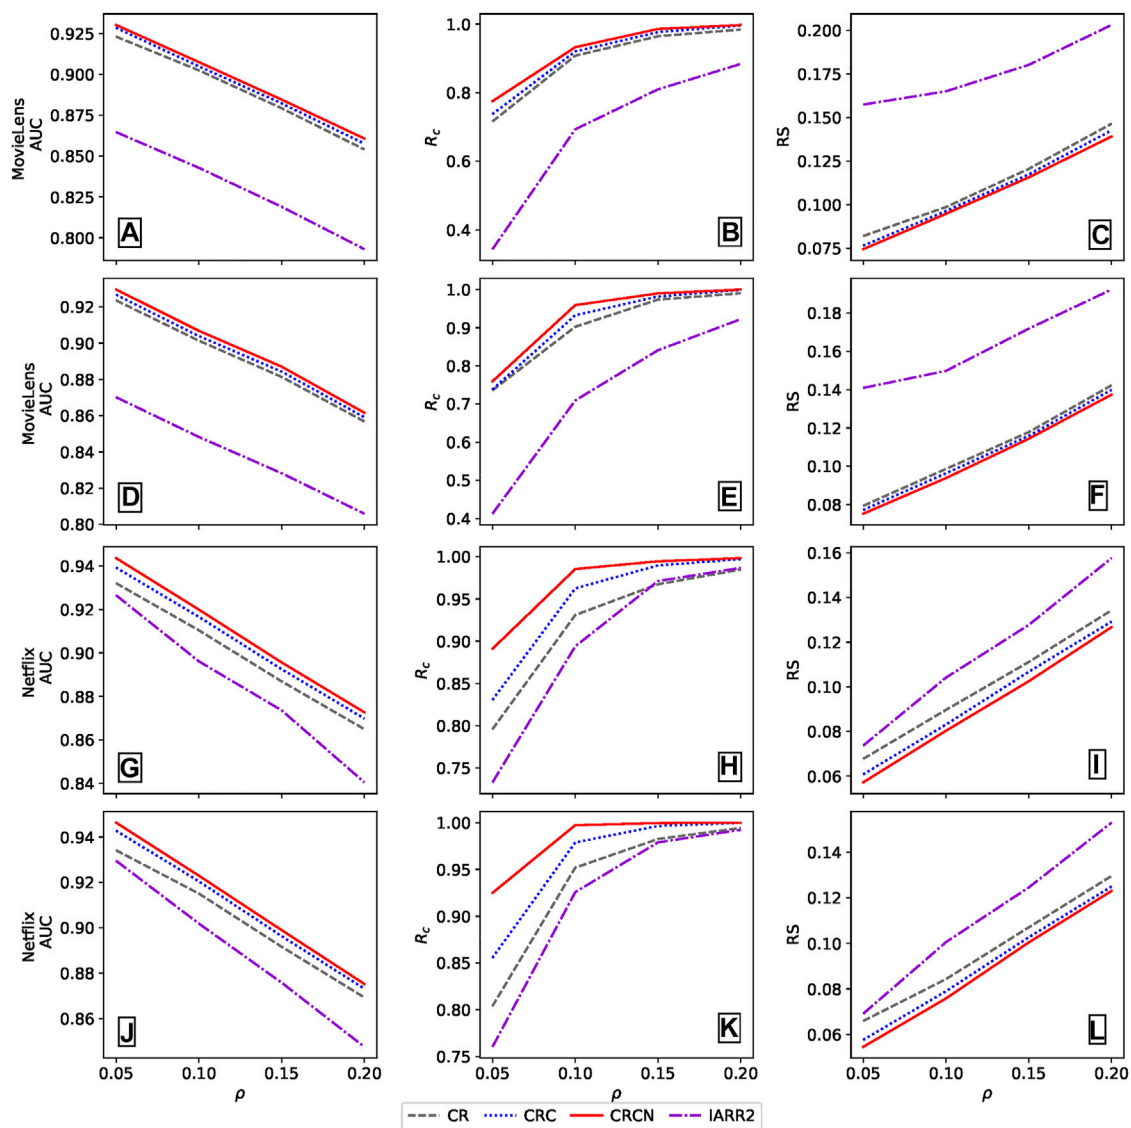 MovieLens
AUC
0.925
0.900
0.875
0.850
0.825
0.800
A
R_c
1.0
0.8
0.6
0.4
B
RS
0.200
0.175
0.150
0.125
0.100
0.075
C
MovieLens
AUC
0.92
0.90
0.88
0.86
0.84
0.82
0.80
D
R_c
1.0
0.9
0.8
0.7
0.6
0.5
0.4
E
RS
0.18
0.16
0.14
0.12
0.10
0.08
F
Netflix
AUC
0.94
0.92
0.90
0.88
0.86
0.84
G
R_c
1.00
0.95
0.90
0.85
0.80
0.75
H
RS
0.16
0.14
0.12
0.10
0.08
0.06
I
Netflix
AUC
0.94
0.92
0.90
0.88
0.86
J
0.05 0.10 0.15 0.20
ρ
R_c
1.00
0.95
0.90
0.85
0.80
0.75
K
0.05 0.10 0.15 0.20
ρ
RS
0.14
0.12
0.10
0.08
0.06
L
0.05 0.10 0.15 0.20
ρ
CR CRC CRCN IARR2